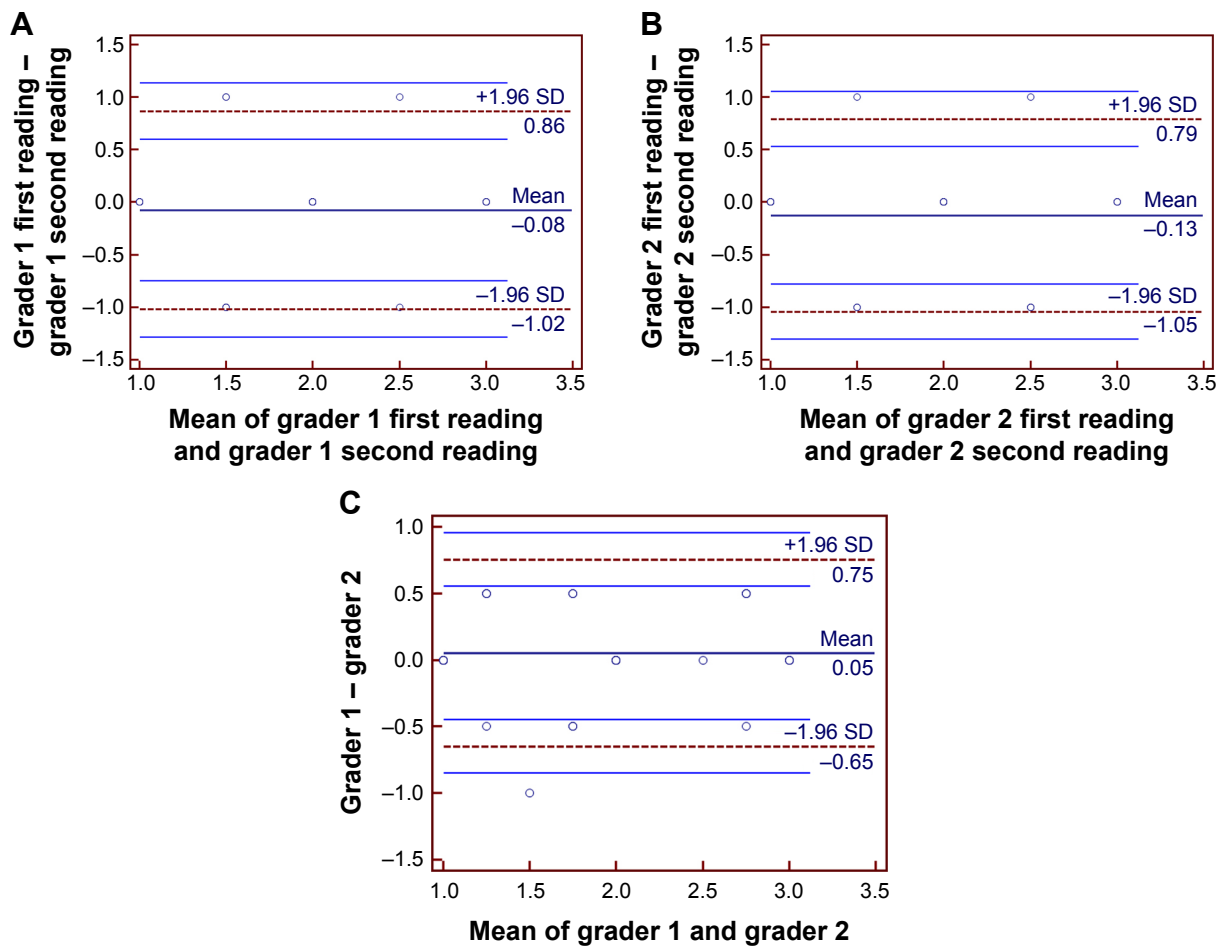 A
Grader 1 first reading –
grader 1 second reading
1.5
1.0
0.5
0.0
–0.5
–1.0
–1.5
+1.96 SD
0.86
Mean
–0.08
–1.96 SD
–1.02
1.0 1.5 2.0 2.5 3.0 3.5
Mean of grader 1 first reading
and grader 1 second reading
B
Grader 2 first reading –
grader 2 second reading
1.5
1.0
0.5
0.0
–0.5
–1.0
–1.5
+1.96 SD
0.79
Mean
–0.13
–1.96 SD
–1.05
1.0 1.5 2.0 2.5 3.0 3.5
Mean of grader 2 first reading
and grader 2 second reading
C
Grader 1 – grader 2
1.0
0.5
0.0
–0.5
–1.0
–1.5
+1.96 SD
0.75
Mean
0.05
–1.96 SD
–0.65
1.0 1.5 2.0 2.5 3.0 3.5
Mean of grader 1 and grader 2